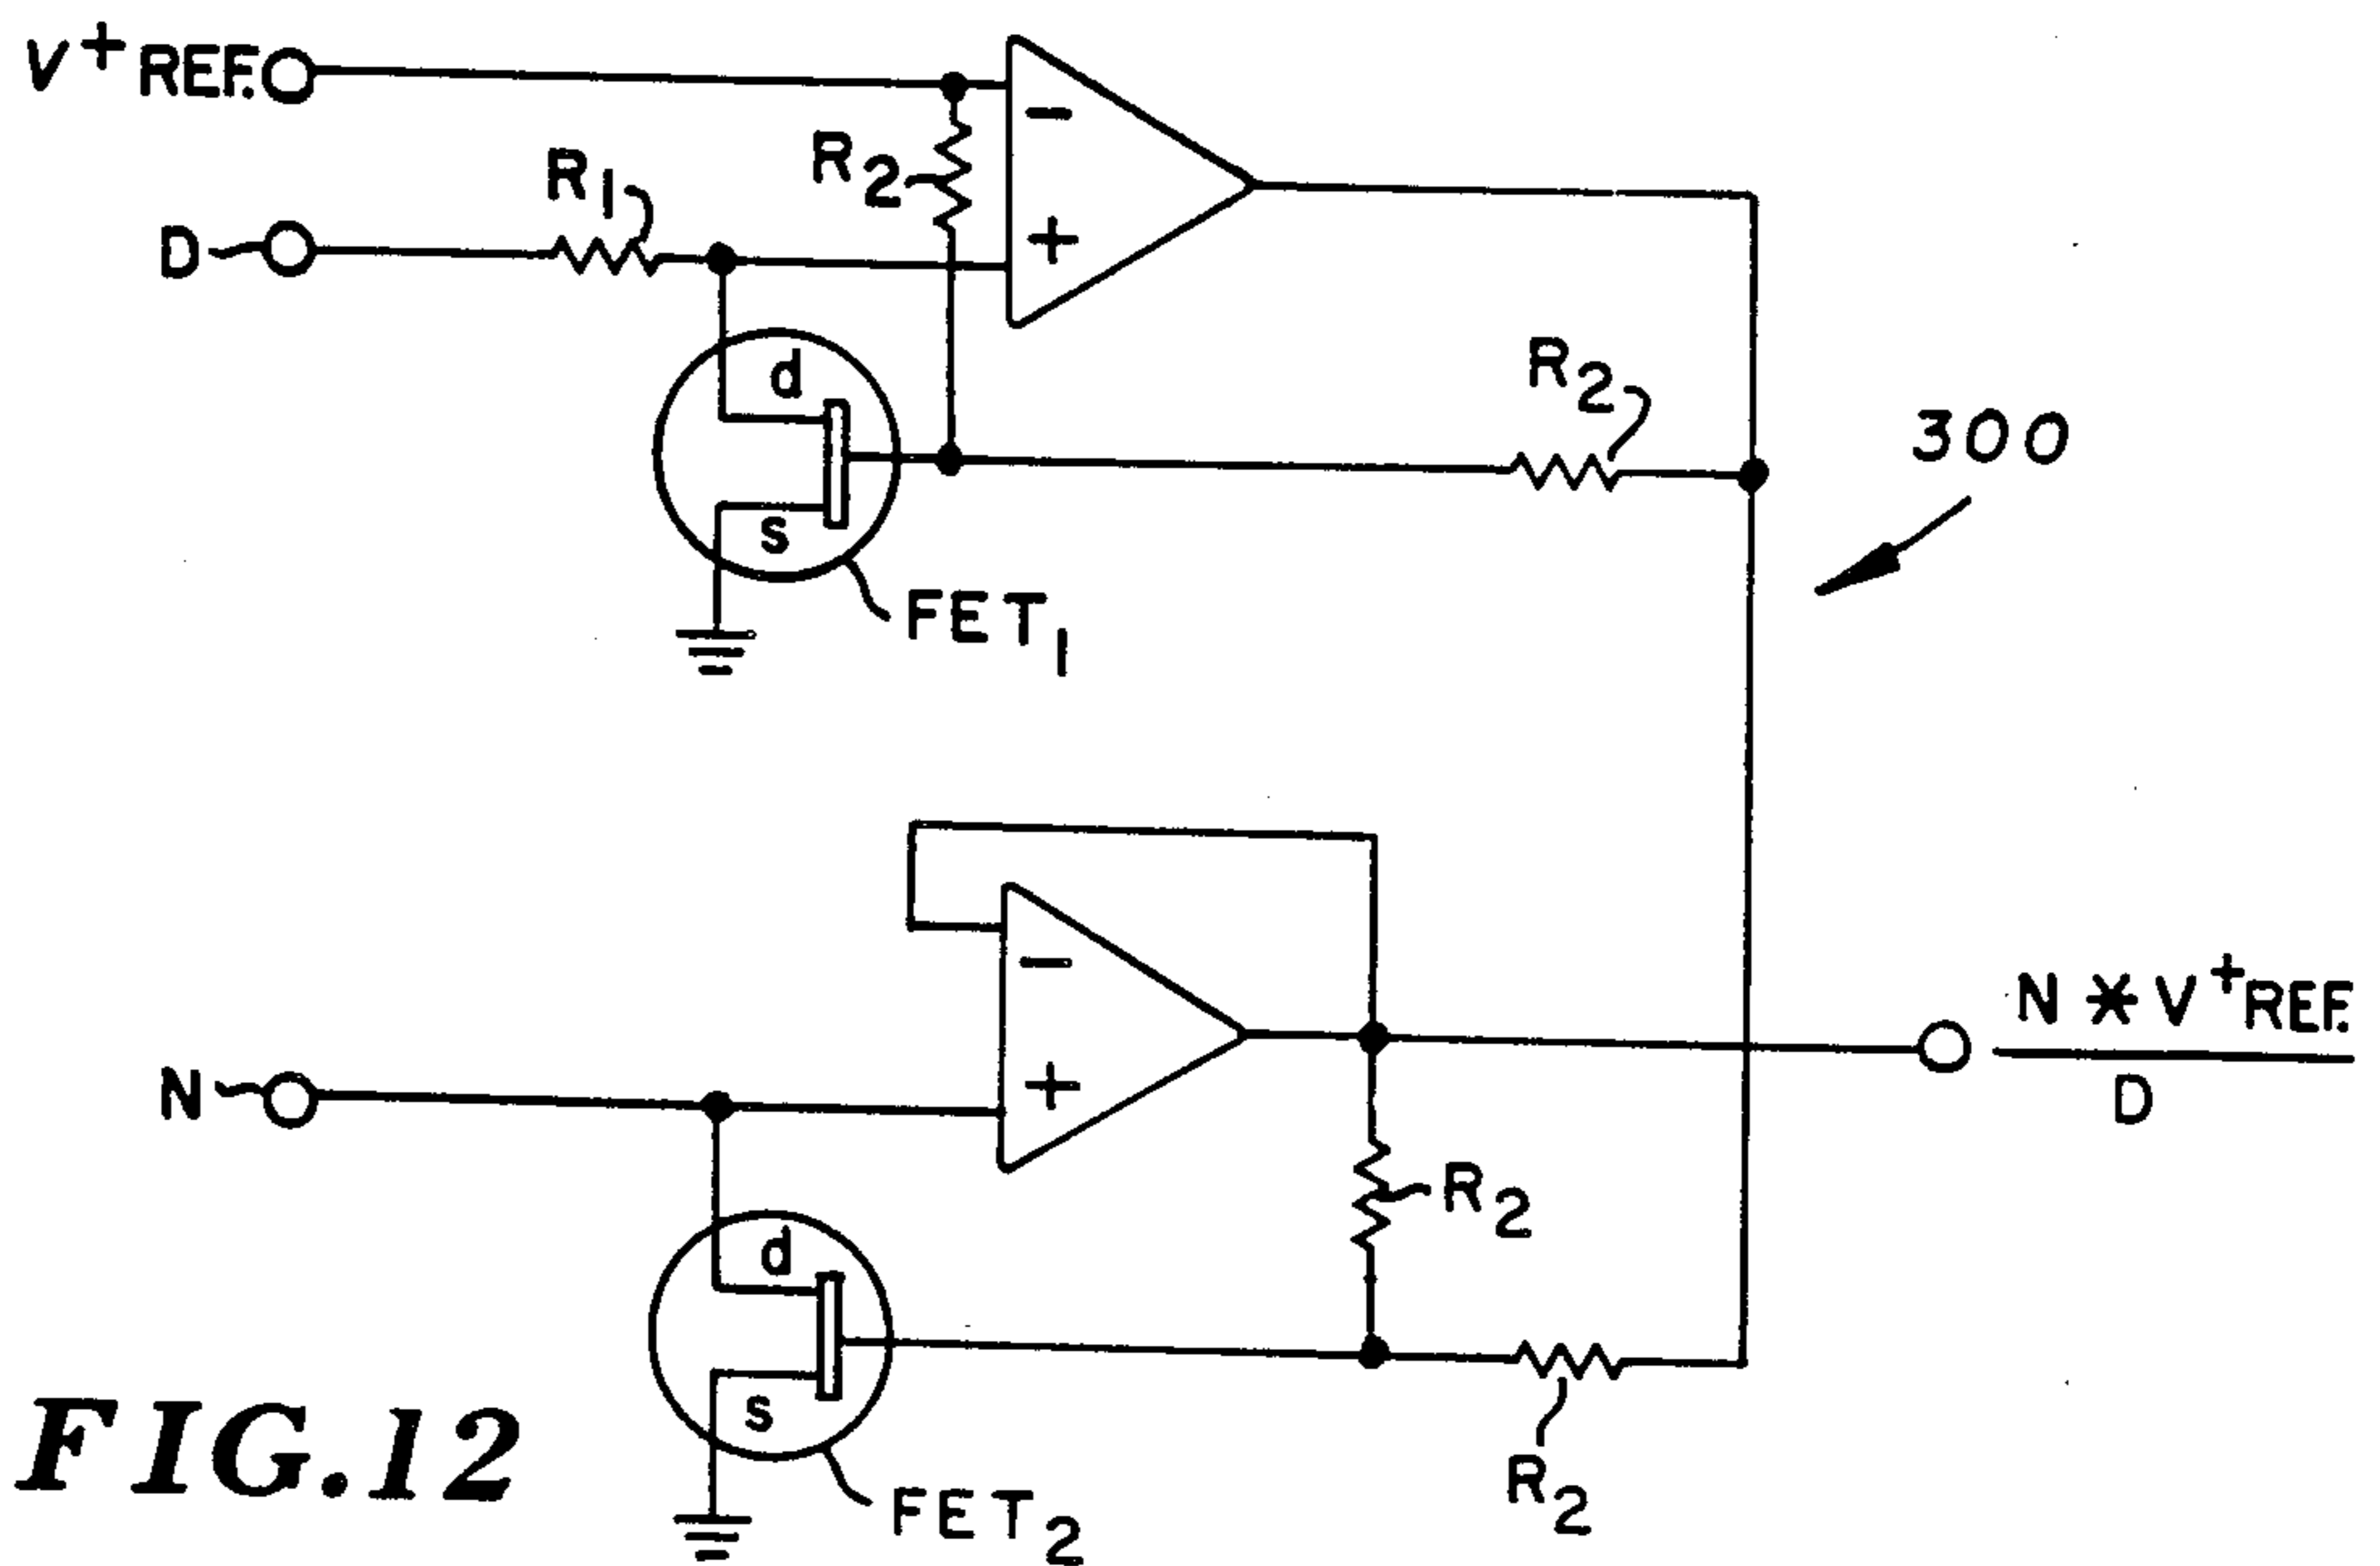 V+ REF.
R2
−
R1
D
+
d
R2
300
s
FET1
−
N * V+ REF.
D
N
+
R2
d
s
FIG.12
R2
FET2